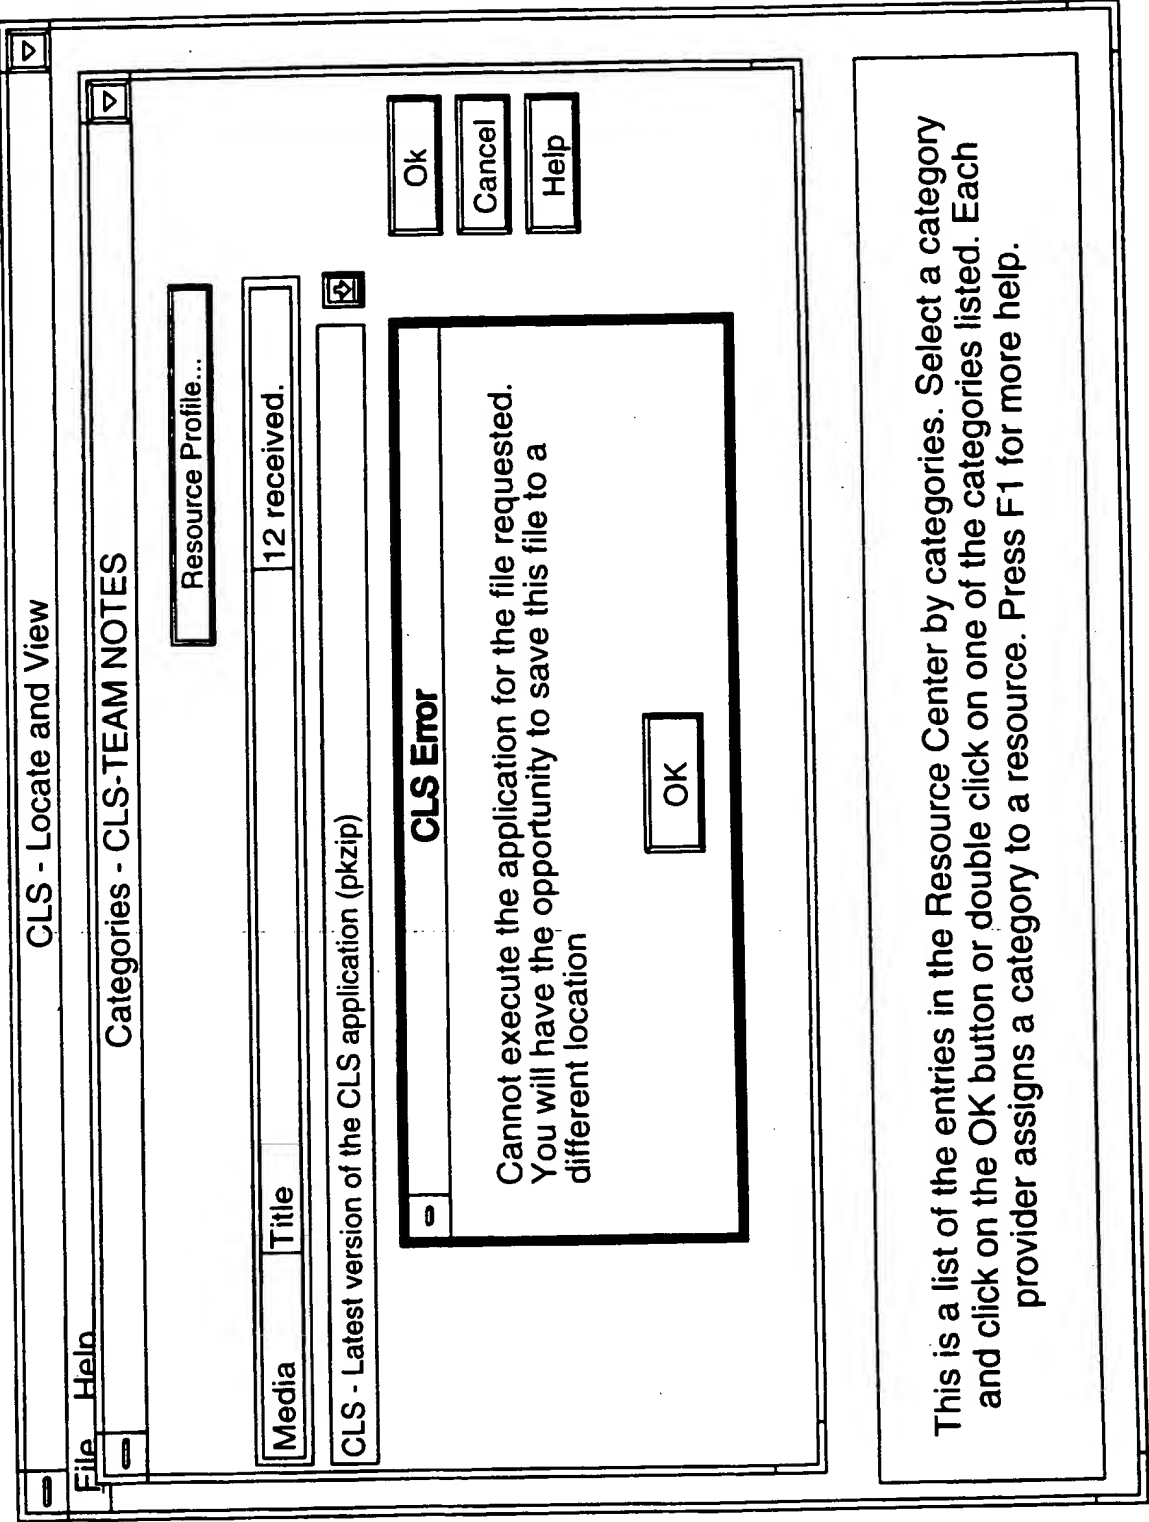 CLS - Locate and View
File Help
Categories - CLS-TEAM NOTES
Resource Profile...
Media Title 12 received.
CLS - Latest version of the CLS application (pkzip)
Ok
Cancel
Help
CLS Error
Cannot execute the application for the file requested.
You will have the opportunity to save this file to a
different location
OK
This is a list of the entries in the Resource Center by categories. Select a category
and click on the OK button or double click on one of the categories listed. Each
provider assigns a category to a resource. Press F1 for more help.